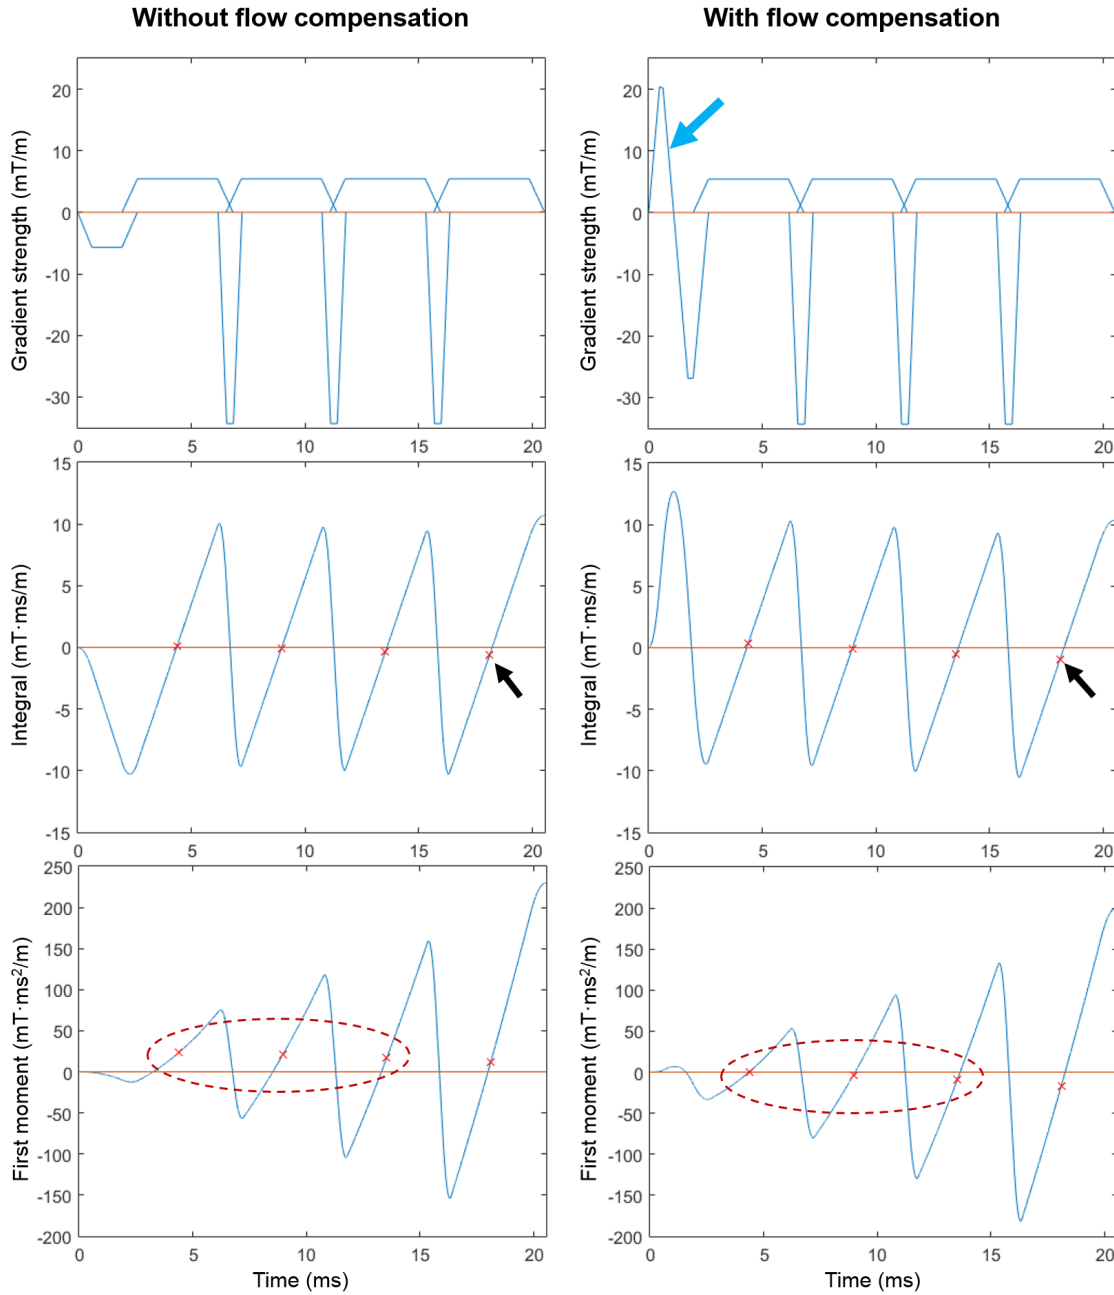 Without flow compensation
With flow compensation
Gradient strength (mT/m)
20
10
0
-10
-20
-30
0 5 10 15 20
Gradient strength (mT/m)
20
10
0
-10
-20
-30
0 5 10 15 20
Integral (mT·ms/m)
15
10
5
0
-5
-10
-15
0 5 10 15 20
Integral (mT·ms/m)
15
10
5
0
-5
-10
-15
0 5 10 15 20
First moment (mT·ms²/m)
250
200
150
100
50
0
-50
-100
-150
-200
0 5 10 15 20
Time (ms)
First moment (mT·ms²/m)
250
200
150
100
50
0
-50
-100
-150
-200
0 5 10 15 20
Time (ms)